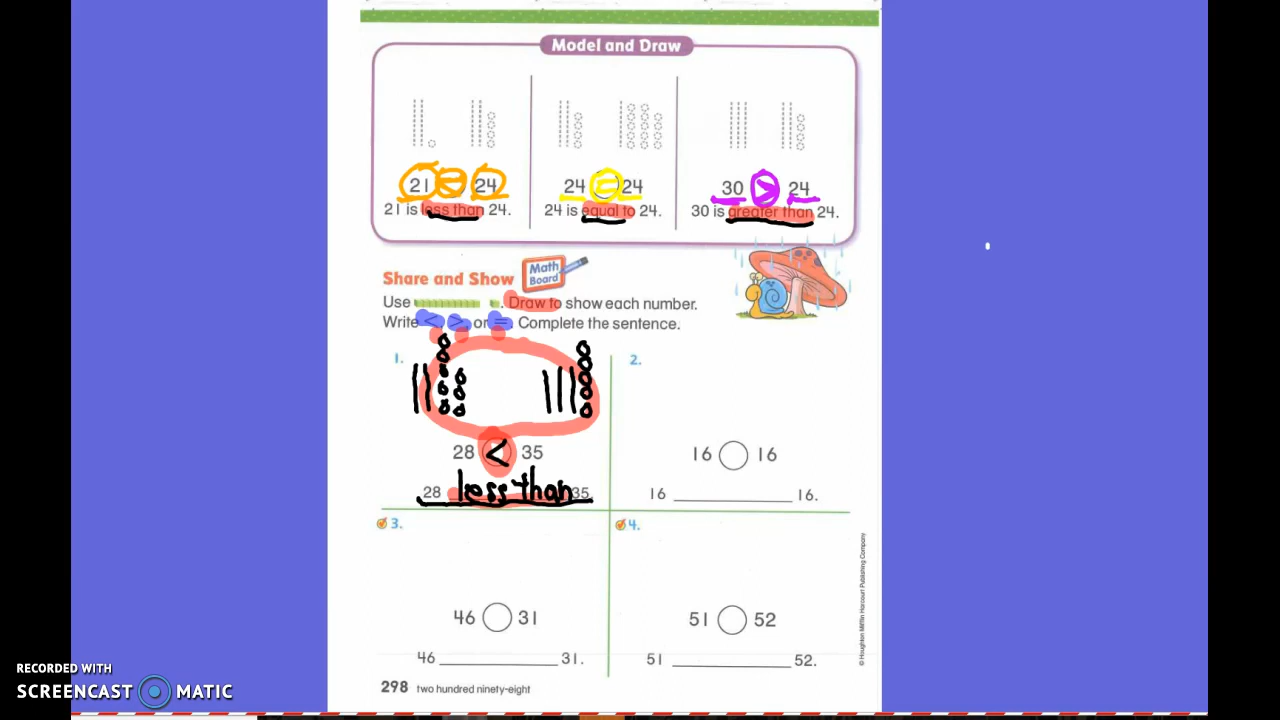 Model and Draw
21 < 24
24 = 24
30 > 24
21 is less than 24.
24 is equal to 24.
30 is greater than 24.
Share and Show
Math
Board
Use . Draw to show each number.
Write <, >, or =. Complete the sentence.
1.
2.
28 < 35
16 16
28 less than 35
16 ____________ 16.
3.
4.
46 31
51 52
46 ____________ 31.
51 ____________ 52.
© Houghton Mifflin Harcourt Publishing Company
298 two hundred ninety-eight
RECORDED WITH
SCREENCAST MATIC